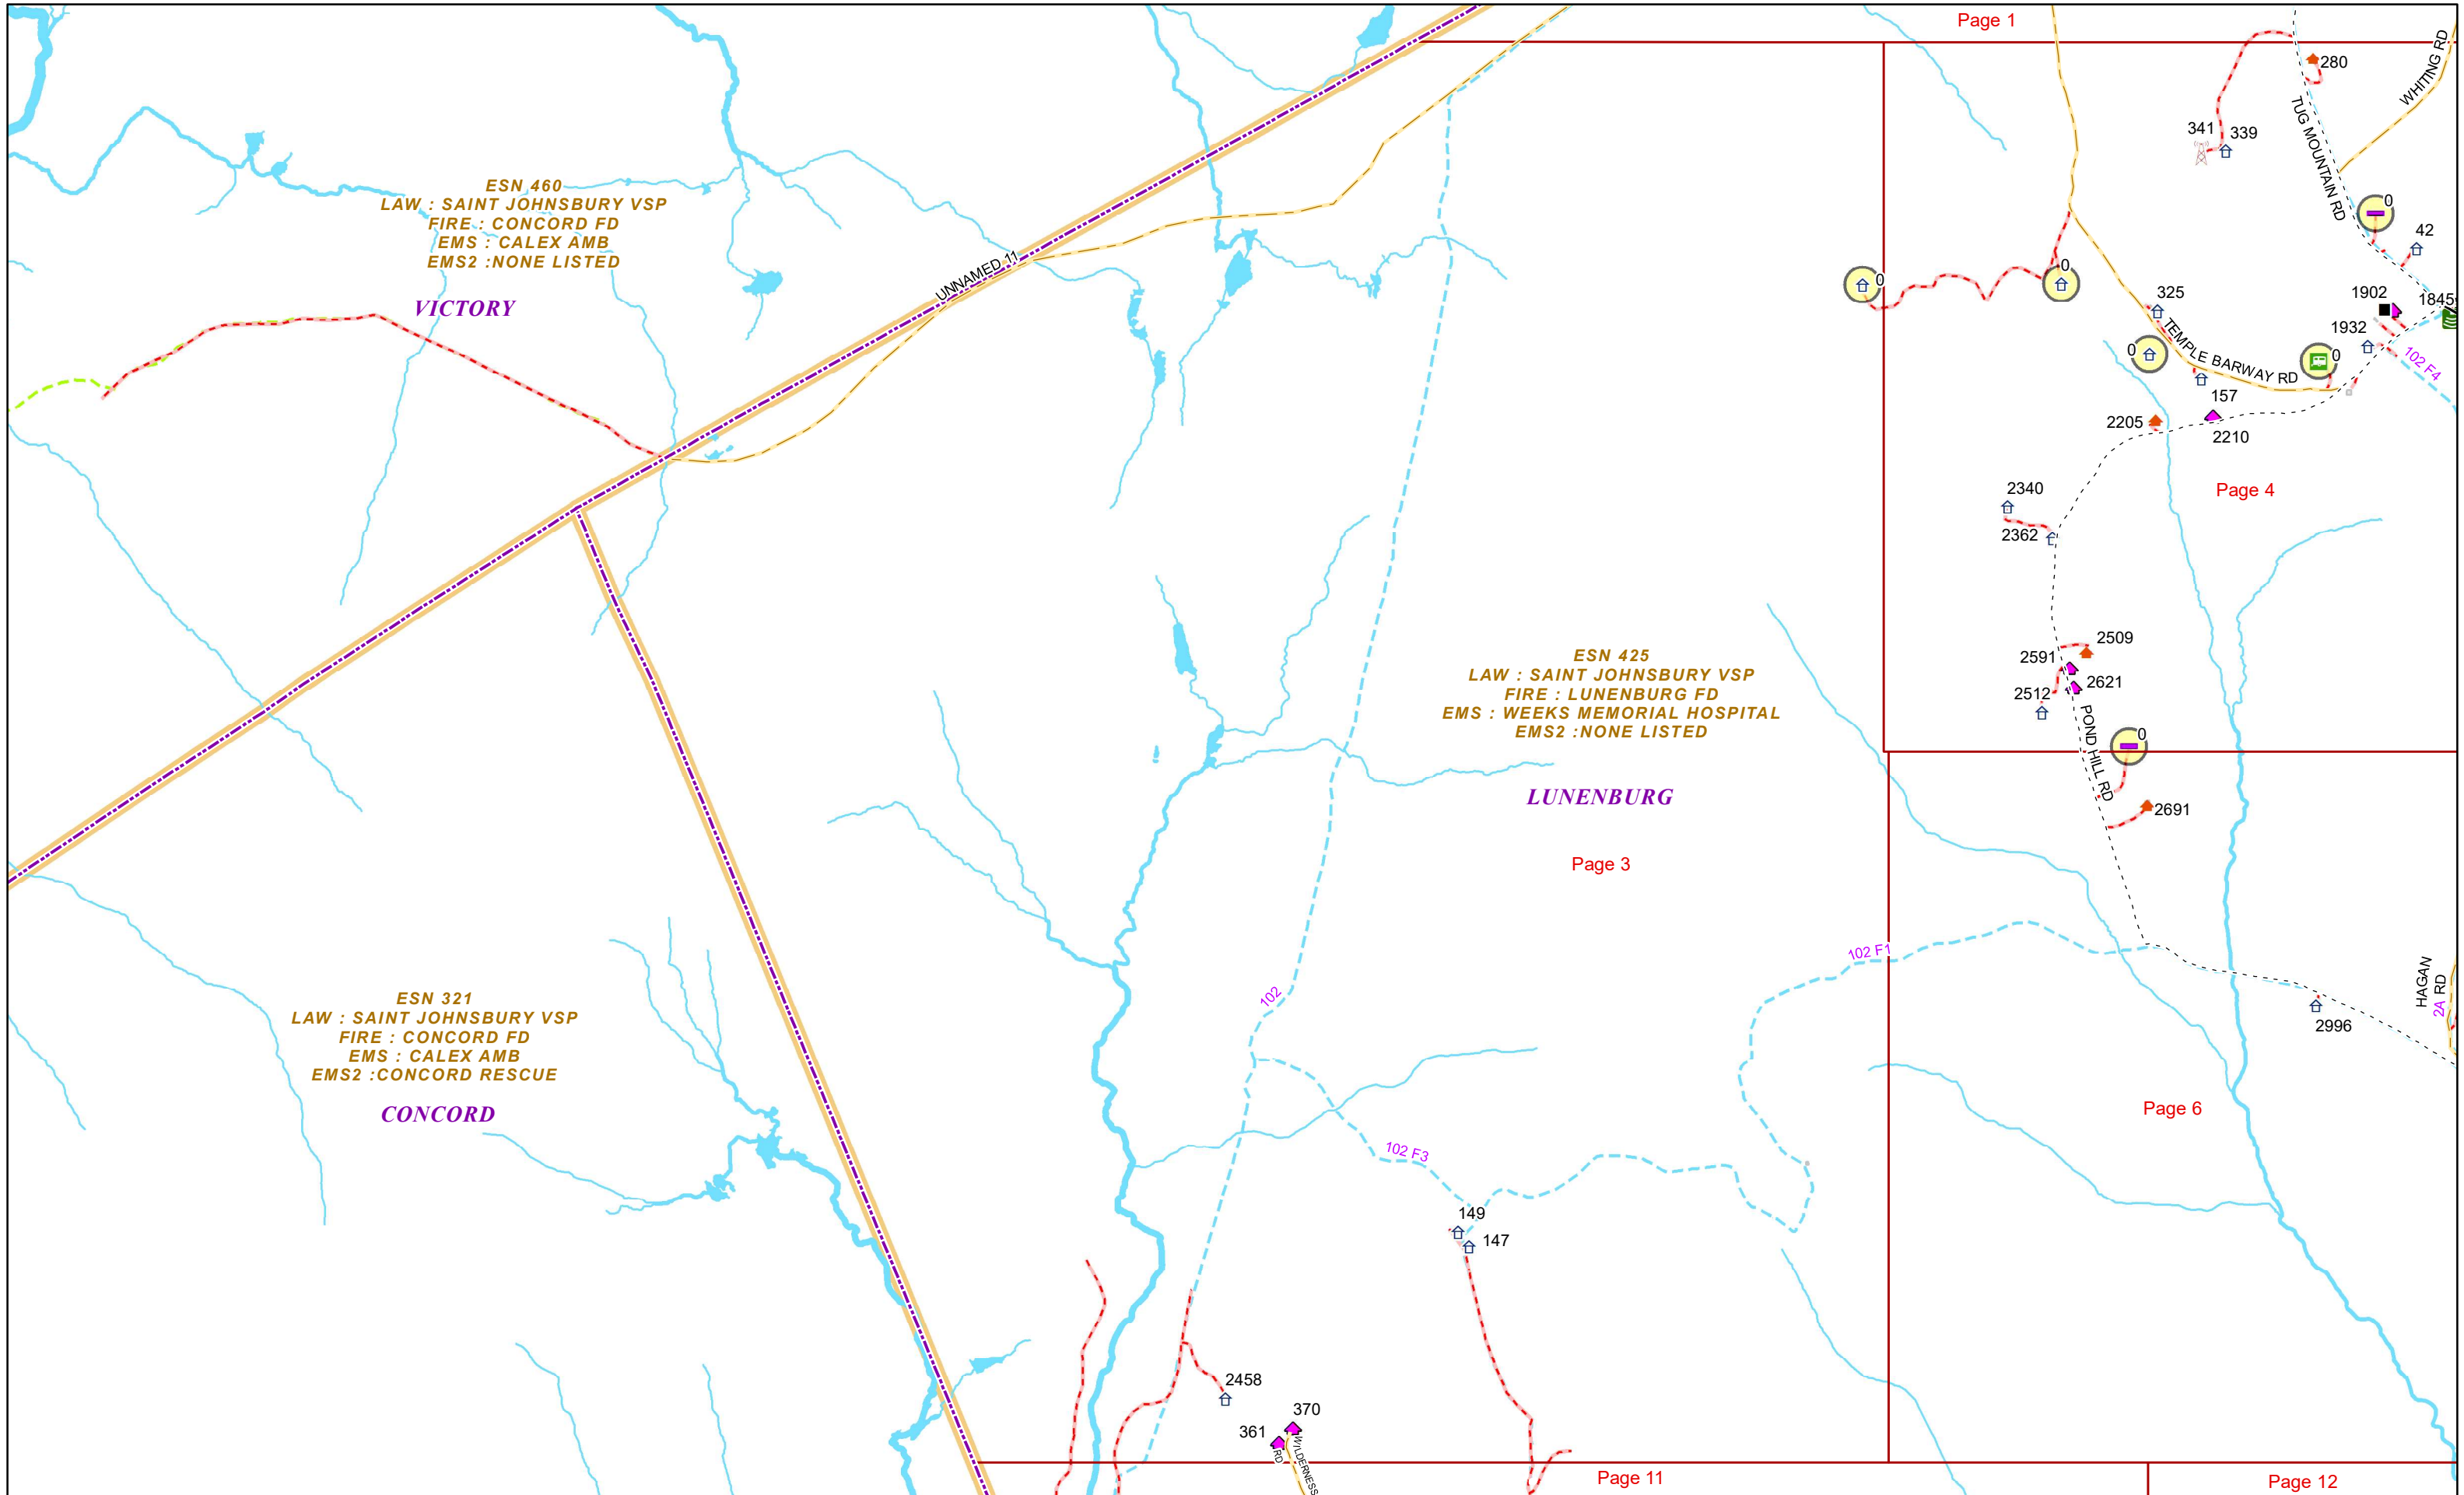 Page 1
280
WHITING RD
TUG MOUNTAIN RD
341
339
ESN 460
LAW : SAINT JOHNSBURY VSP
FIRE : CONCORD FD
EMS : CALEX AMB
EMS2 :NONE LISTED
VICTORY
UNNAMED 11
0
42
0
0
325
1902
1845
1932
TEMPLE BARWAY RD
0
0
102 F4
157
2205
2210
Page 4
2340
2362
2509
2591
2621
2512
POND HILL RD
0
2691
ESN 425
LAW : SAINT JOHNSBURY VSP
FIRE : LUNENBURG FD
EMS : WEEKS MEMORIAL HOSPITAL
EMS2 :NONE LISTED
LUNENBURG
Page 3
102 F1
102
HAGAN
RD
2A
2996
ESN 321
LAW : SAINT JOHNSBURY VSP
FIRE : CONCORD FD
EMS : CALEX AMB
EMS2 :CONCORD RESCUE
CONCORD
Page 6
102 F3
149
147
2458
370
361
WILDERNESS
RD
Page 11
Page 12